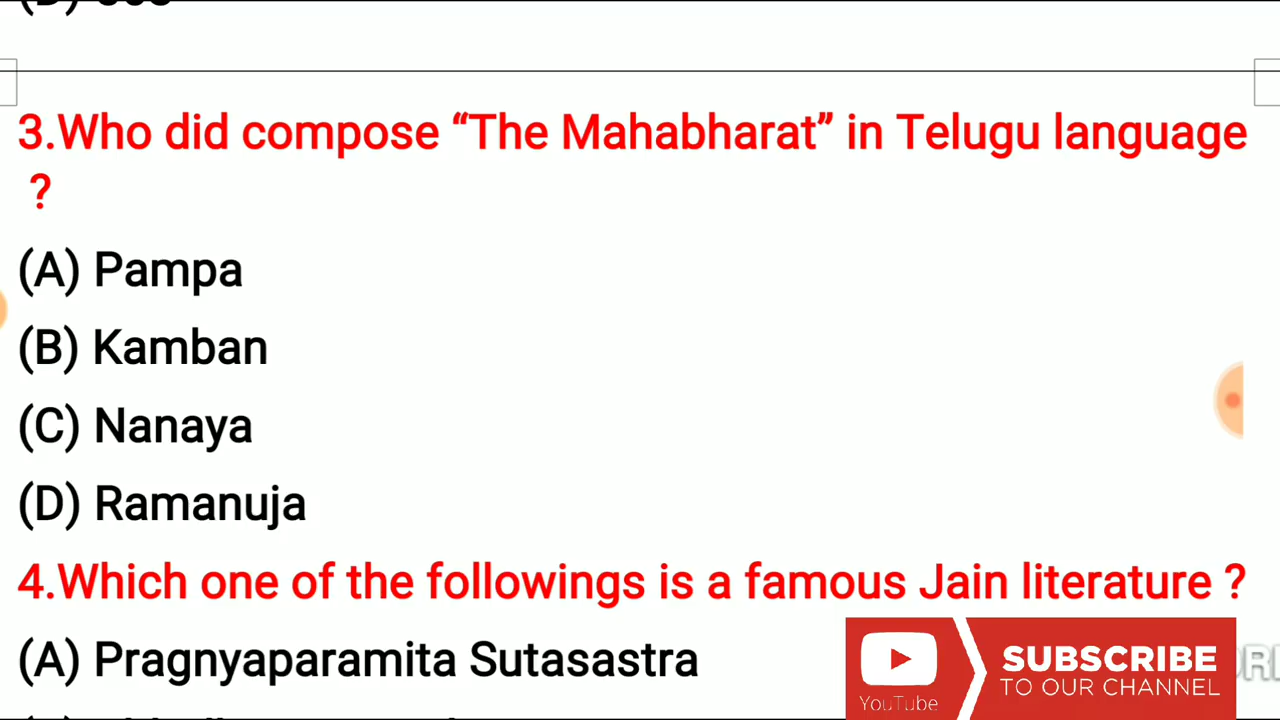 3.Who did compose “The Mahabharat” in Telugu language
?
(A) Pampa
(B) Kamban
(C) Nanaya
(D) Ramanuja
4.Which one of the followings is a famous Jain literature ?
(A) Pragnyaparamita Sutasastra
SUBSCRIBE
TO OUR CHANNEL
YouTube